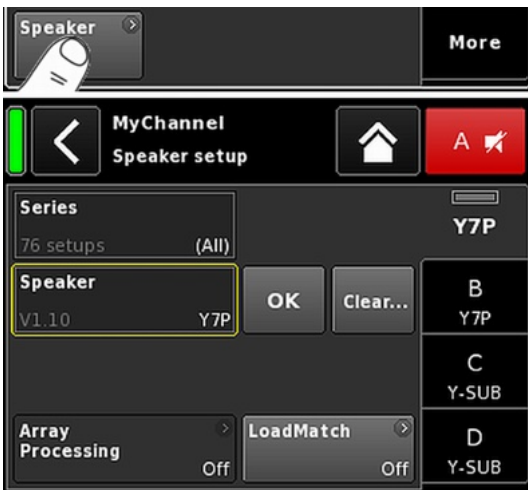 Speaker
More
MyChannel
Speaker setup
A
Series
76 setups (All)
Y7P
Speaker
V1.10 Y7P
OK
Clear...
B
Y7P
C
Y-SUB
Array
Processing
Off
LoadMatch
Off
D
Y-SUB